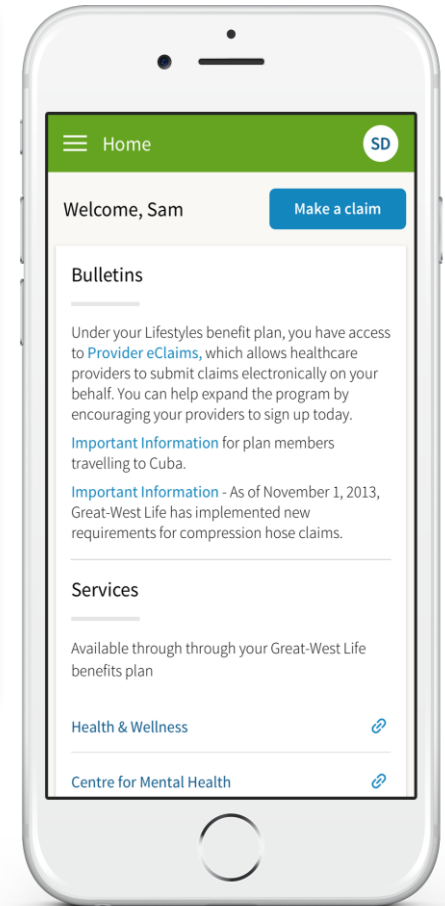 Home
SD
Welcome, Sam
Make a claim
Bulletins
Under your Lifestyles benefit plan, you have access
to Provider eClaims, which allows healthcare
providers to submit claims electronically on your
behalf. You can help expand the program by
encouraging your providers to sign up today.
Important Information for plan members
travelling to Cuba.
Important Information - As of November 1, 2013,
Great-West Life has implemented new
requirements for compression hose claims.
Services
Available through through your Great-West Life
benefits plan
Health & Wellness
Centre for Mental Health